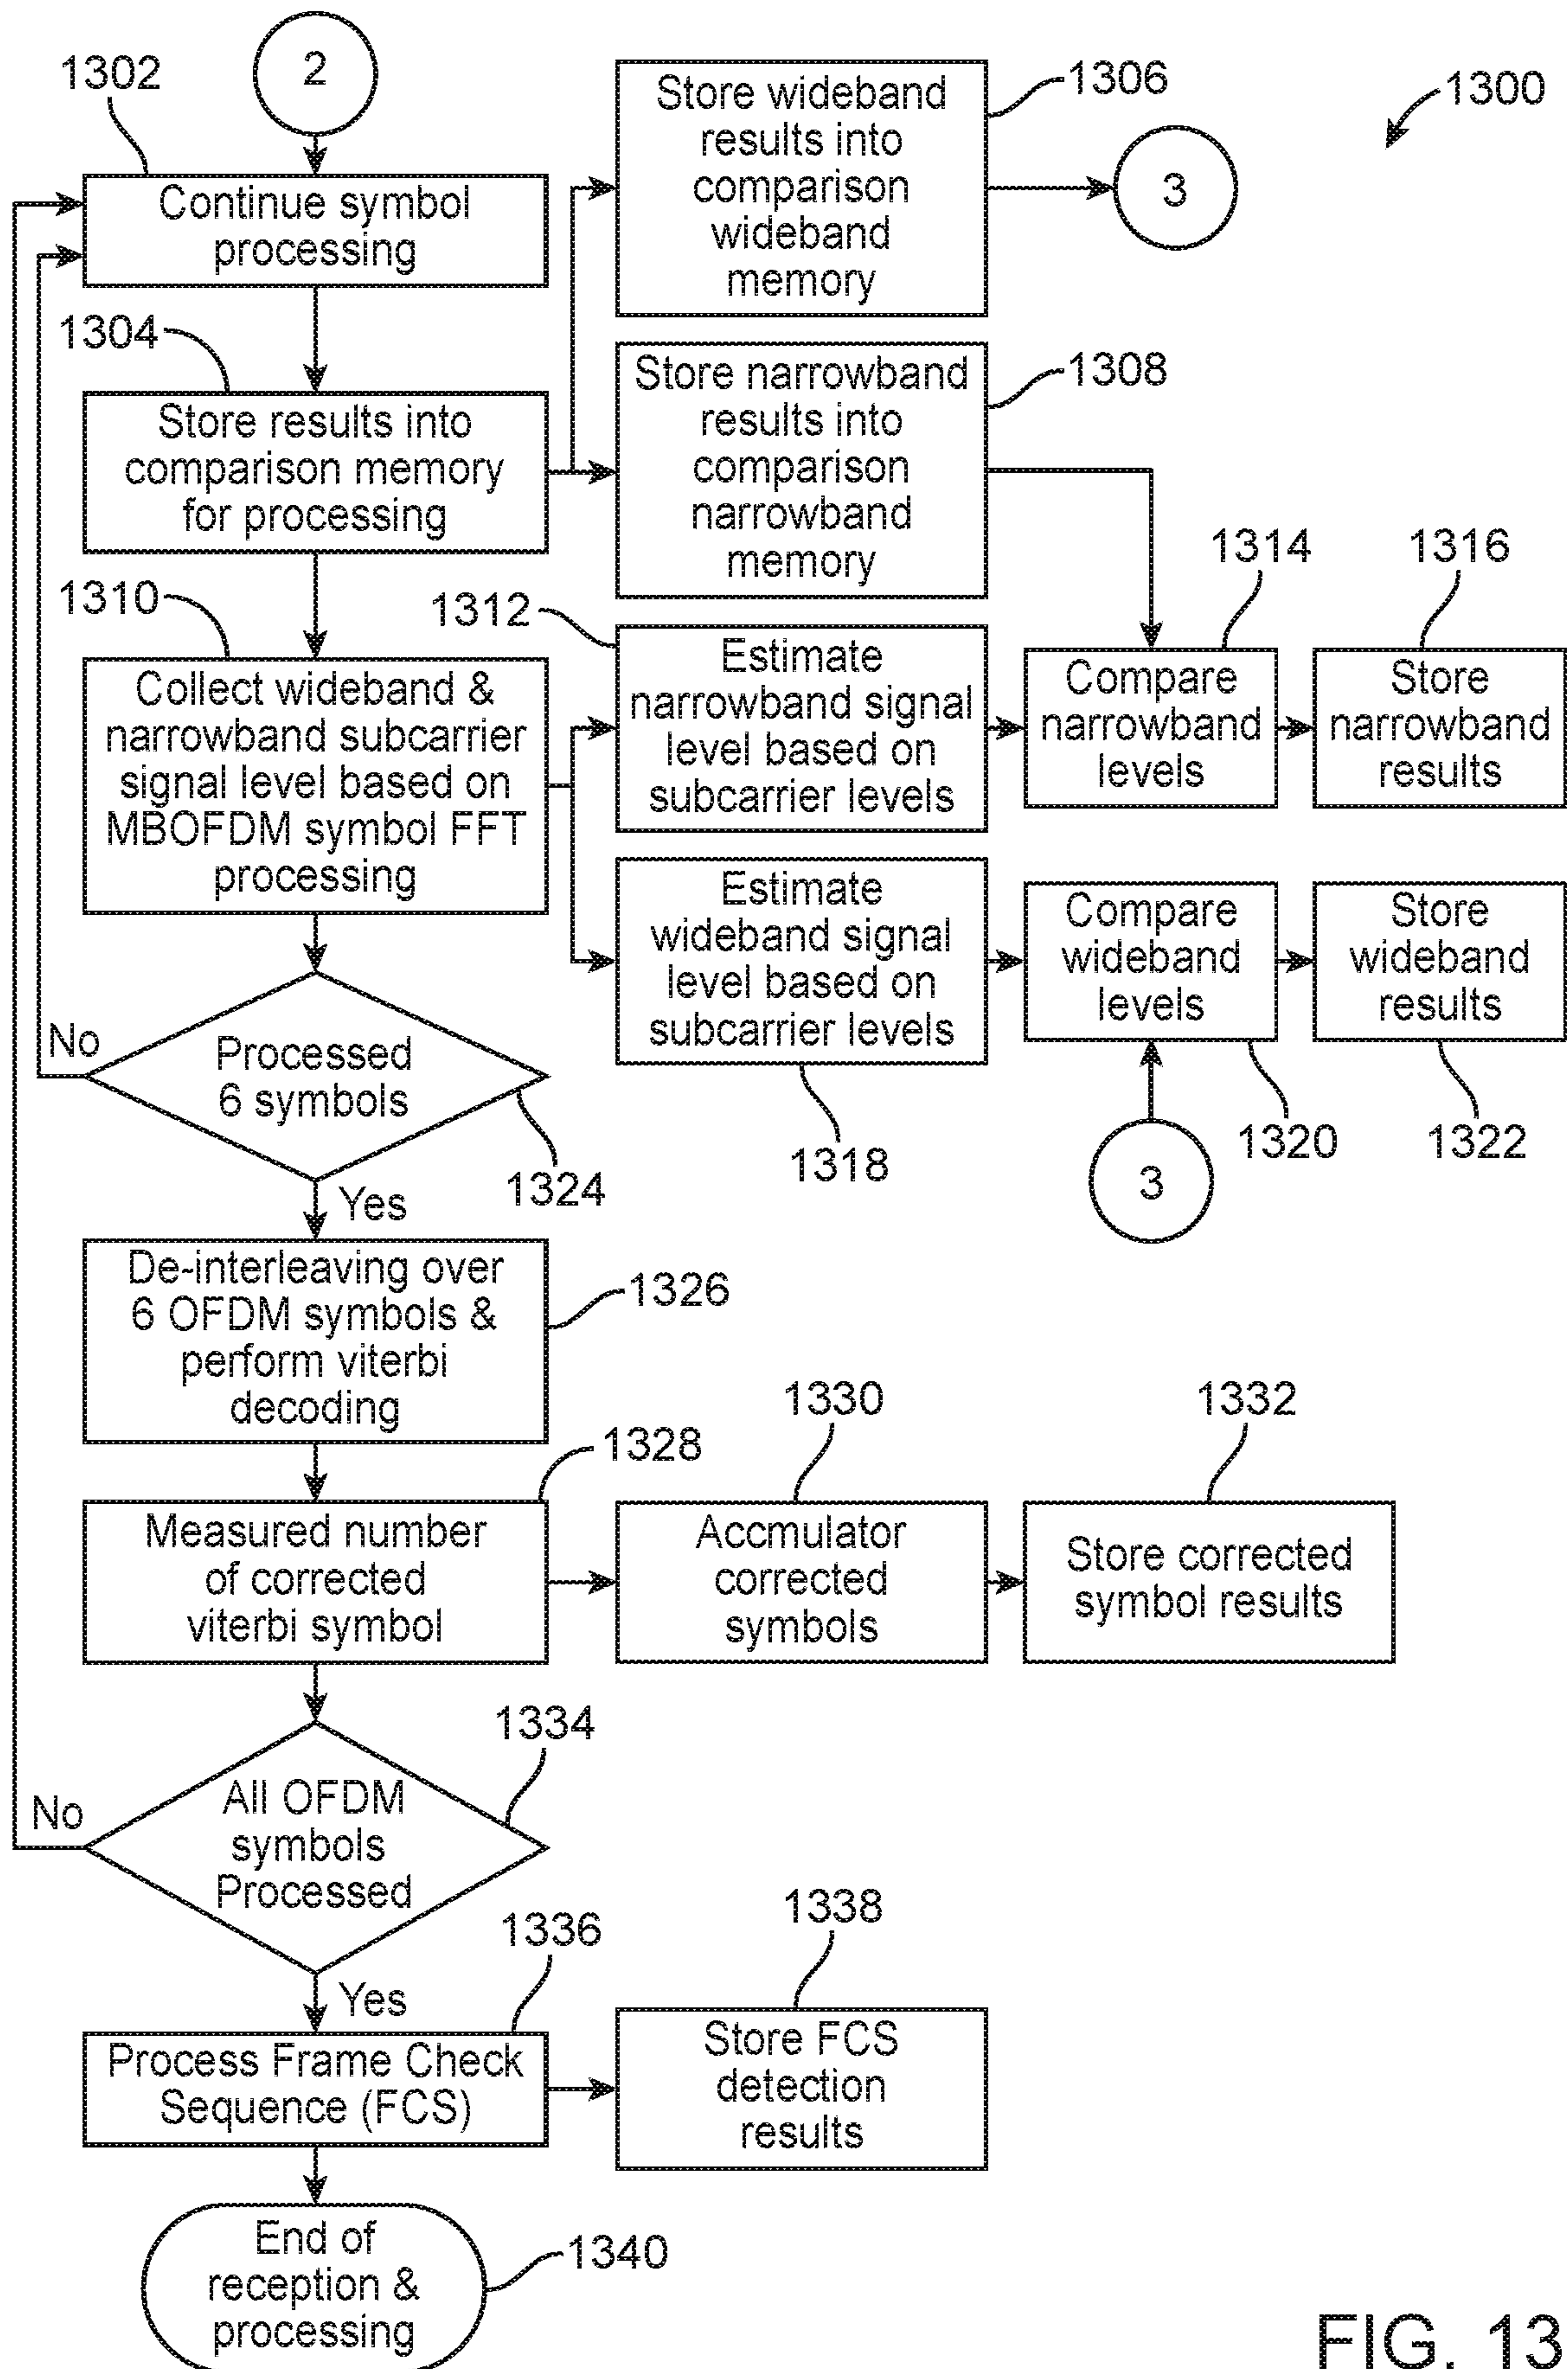 2
1302
Continue symbol
processing
1306
Store wideband
results into
comparison
wideband
memory
3
1300
1304
Store results into
comparison memory
for processing
1308
Store narrowband
results into
comparison
narrowband
memory
1310
Collect wideband &
narrowband subcarrier
signal level based on
MBOFDM symbol FFT
processing
1312
Estimate
narrowband signal
level based on
subcarrier levels
1314
Compare
narrowband
levels
1316
Store
narrowband
results
Estimate
wideband signal
level based on
subcarrier levels
1318
Compare
wideband
levels
1320
3
Store
wideband
results
1322
No
Processed
6 symbols
1324
Yes
De-interleaving over
6 OFDM symbols &
perform viterbi
decoding
1326
1328
Measured number
of corrected
viterbi symbol
1330
Accmulator
corrected
symbols
1332
Store corrected
symbol results
1334
No
All OFDM
symbols
Processed
Yes
1336
Process Frame Check
Sequence (FCS)
1338
Store FCS
detection
results
End of
reception &
processing
1340
FIG. 13